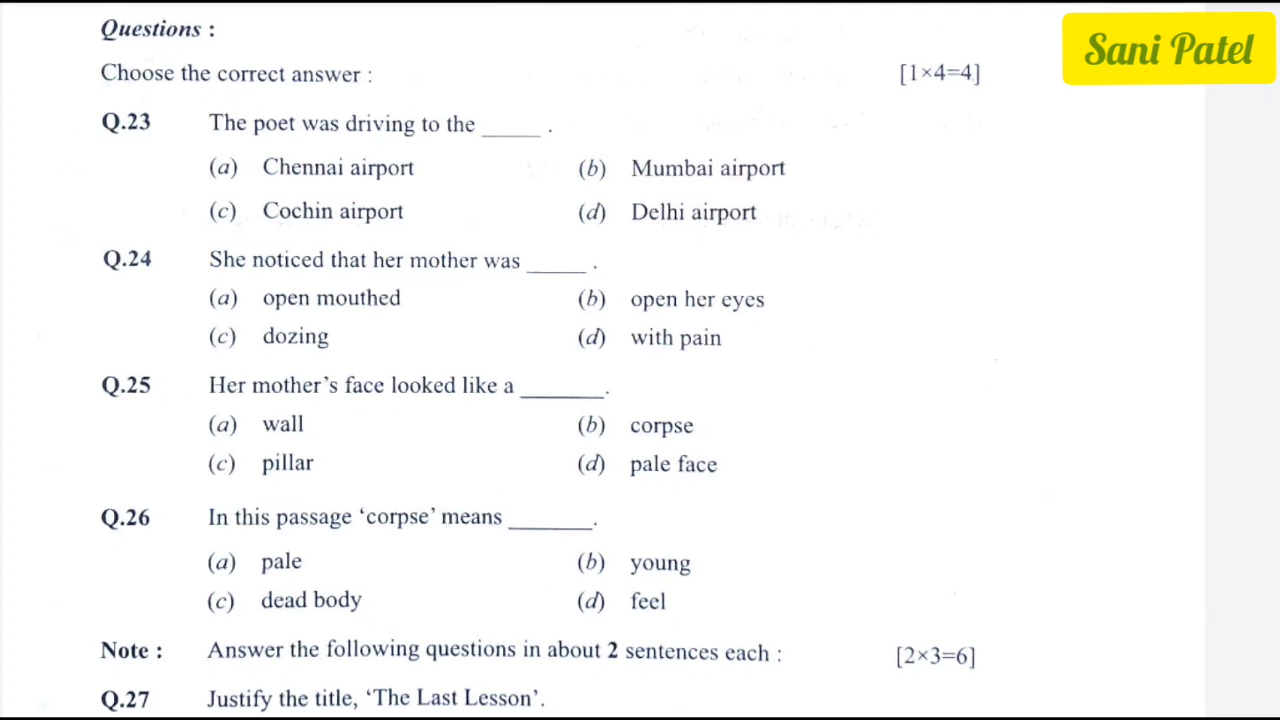 Questions :
Sani Patel
Choose the correct answer : [1×4=4]
Q.23 The poet was driving to the _____ .
(a) Chennai airport (b) Mumbai airport
(c) Cochin airport (d) Delhi airport
Q.24 She noticed that her mother was _____ .
(a) open mouthed (b) open her eyes
(c) dozing (d) with pain
Q.25 Her mother's face looked like a _______.
(a) wall (b) corpse
(c) pillar (d) pale face
Q.26 In this passage 'corpse' means _______.
(a) pale (b) young
(c) dead body (d) feel
Note : Answer the following questions in about 2 sentences each : [2×3=6]
Q.27 Justify the title, 'The Last Lesson'.